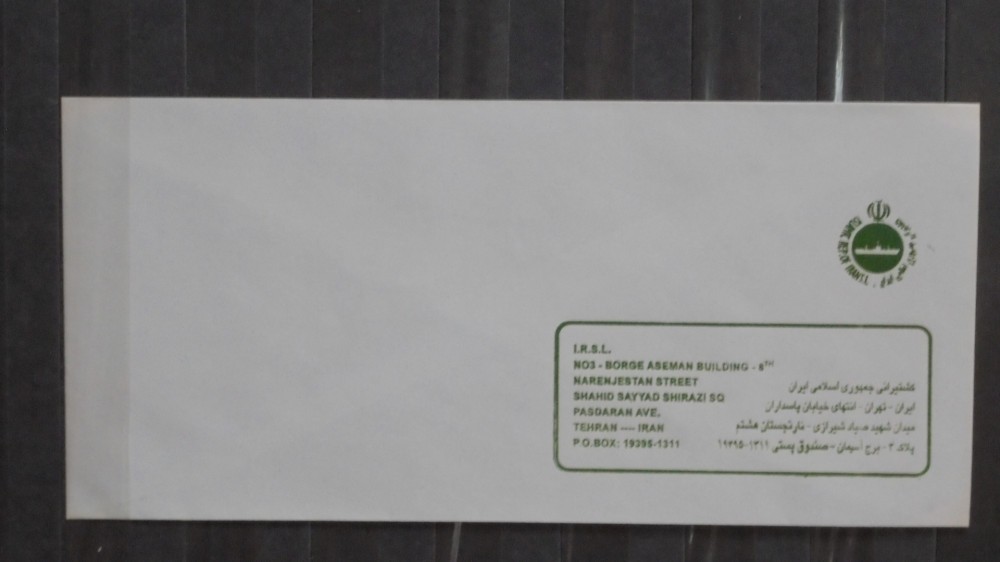 I.R.S.L.
NO3 - BORGE ASEMAN BUILDING - 8TH
NARENJESTAN STREET
SHAHID SAYYAD SHIRAZI SQ
PASDARAN AVE,
TEHRAN ---- IRAN
P.O.BOX: 19395-1311
کشتیرانی جمهوری اسلامی ایران
ایران - تهران - انتهای خیابان پاسداران
میدان شهید صیاد شیرازی - نارنجستان هشتم
پلاک ۳ - برج آسمان - صندوق پستی ۱۳۱۱-۱۹۳۹۵